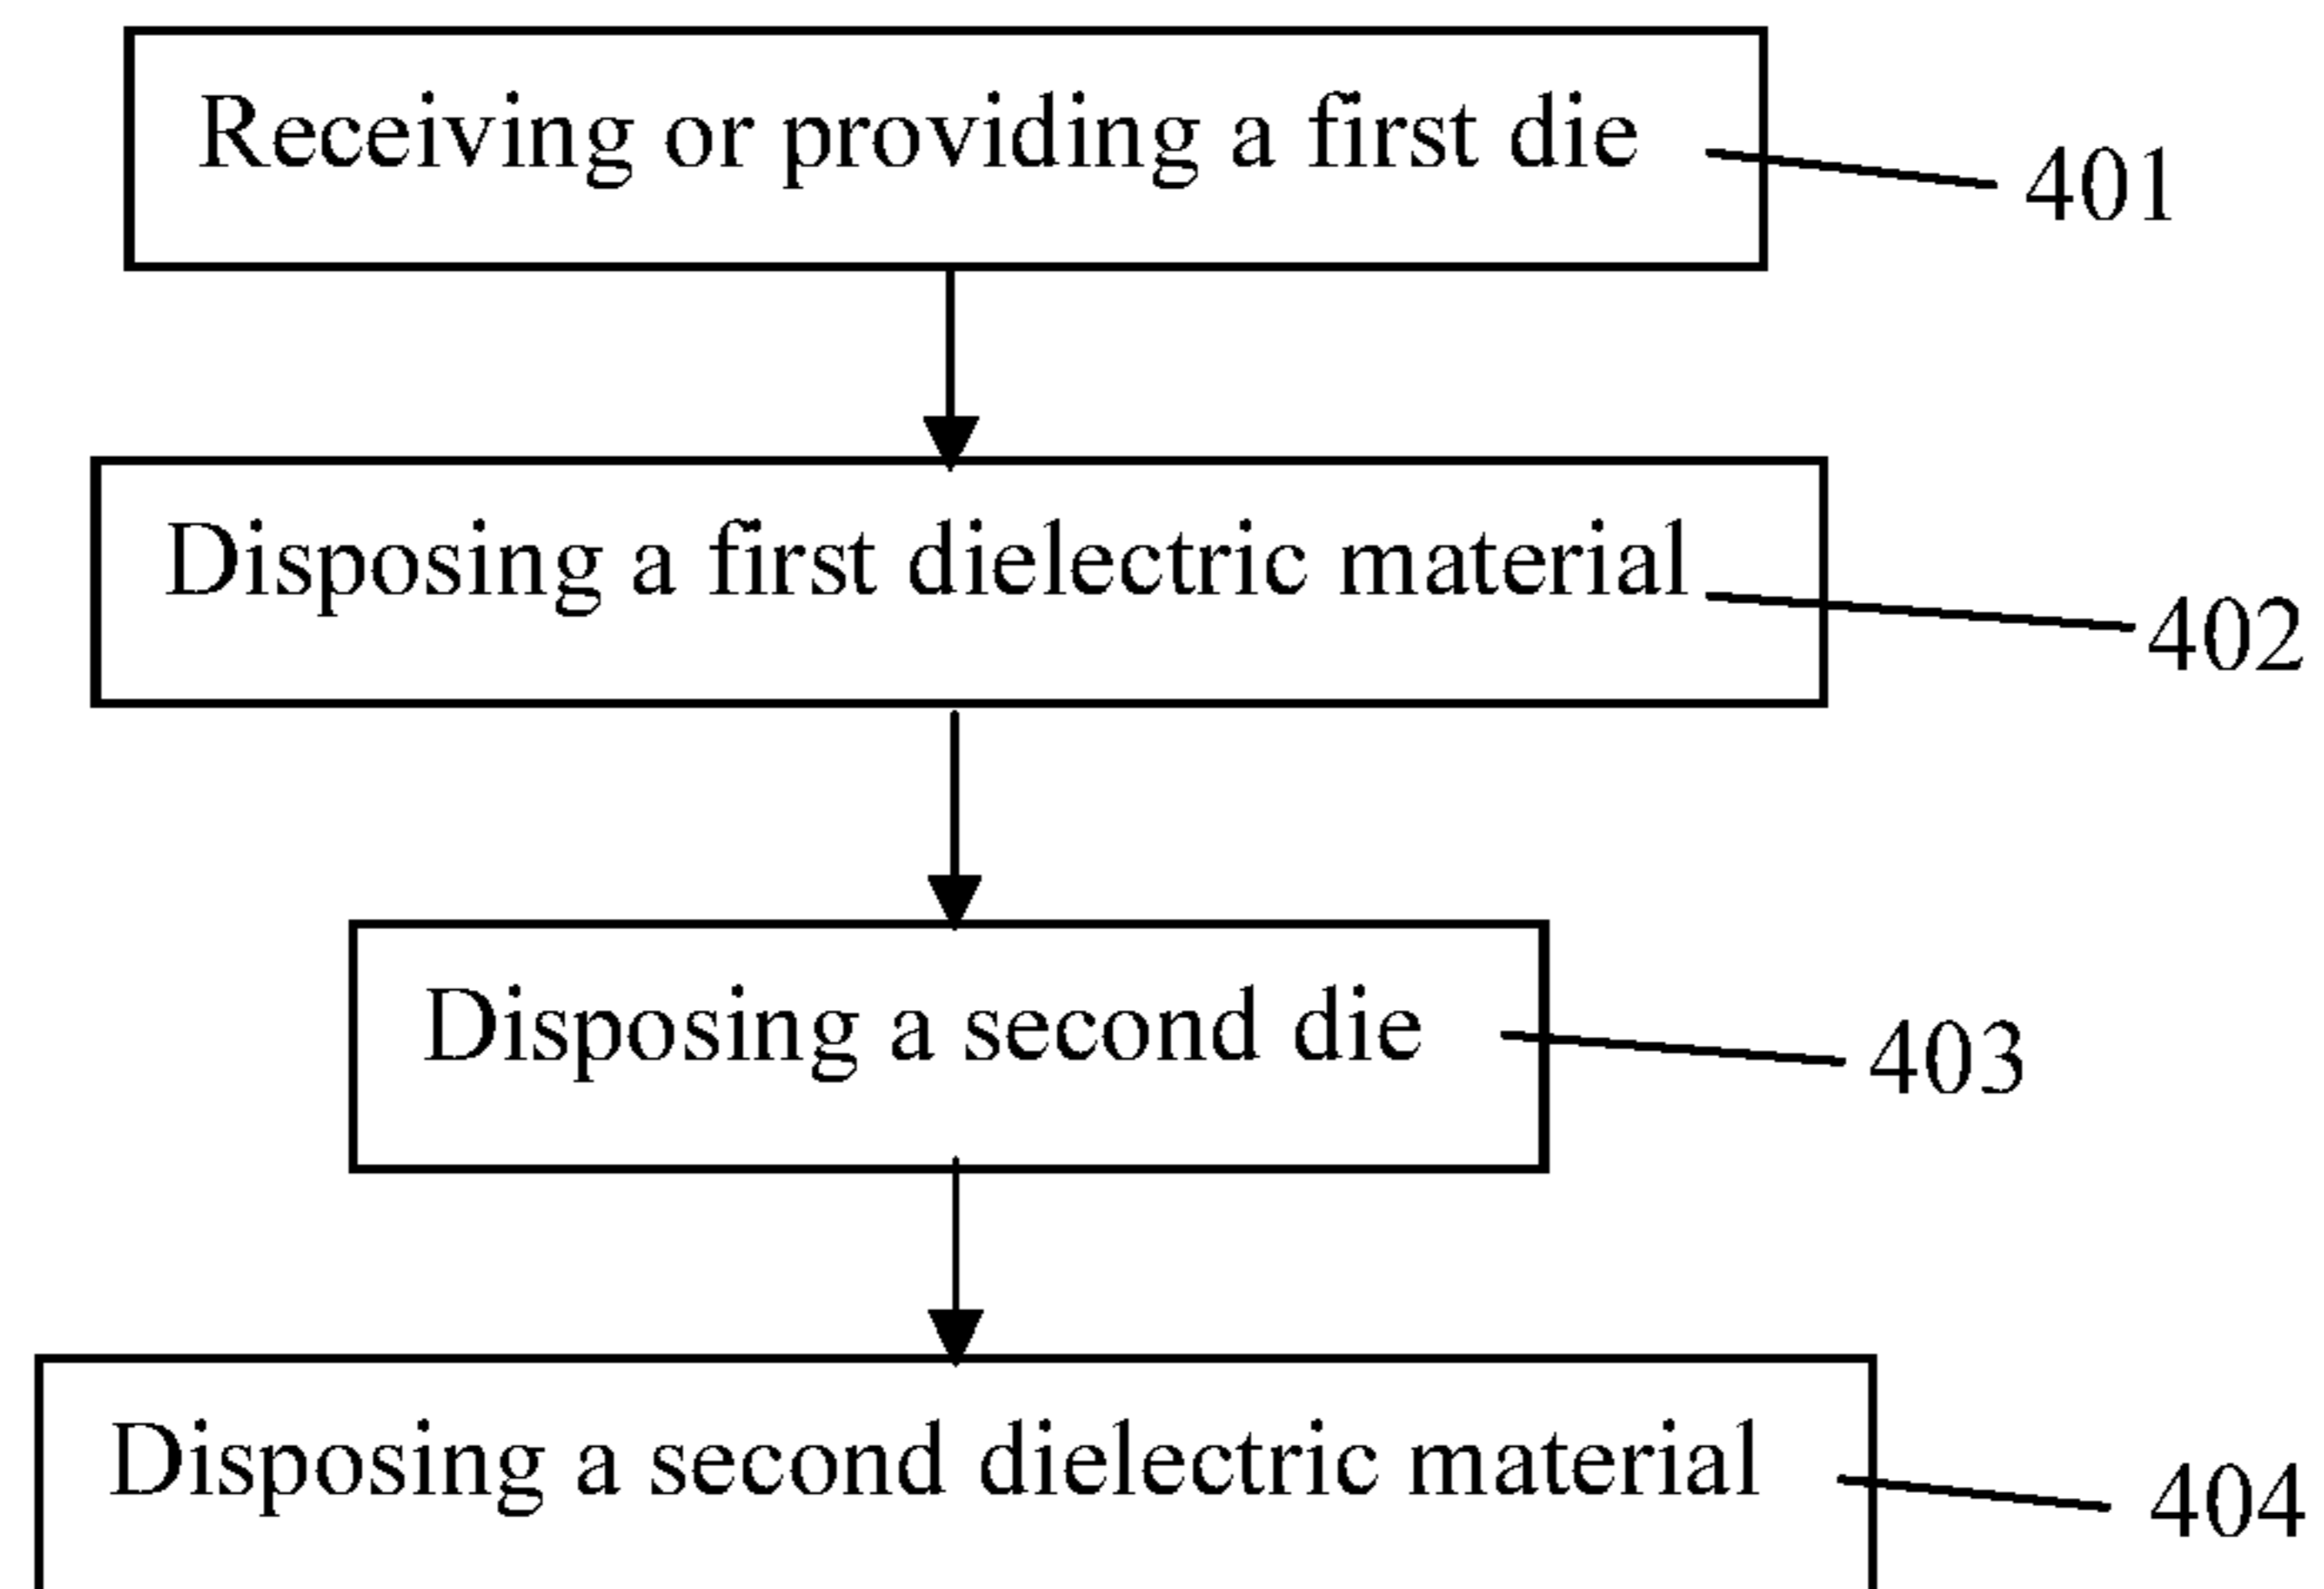 Receiving or providing a first die
401
Disposing a first dielectric material
402
Disposing a second die
403
Disposing a second dielectric material
404